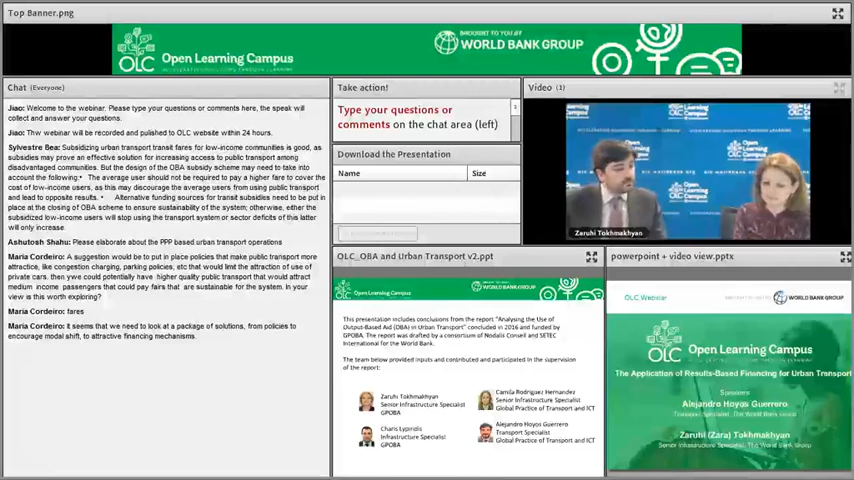 Top Banner.png
OLC
Open Learning Campus
BROUGHT TO YOU BY
WORLD BANK GROUP
Chat (Everyone)
Jiao: Welcome to the webinar. Please type your questions or comments here, the speak will
collect and answer your questions.
Jiao: Thw webinar will be recorded and pulished to OLC website within 24 hours.
Sylvestre Bea: Subsidizing urban transport transit fares for low-income communities is good, as
subsidies may prove an effective solution for increasing access to public transport among
disadvantaged communities. But the design of the OBA subsidy scheme may need to take into
account the following:• The average user should not be required to pay a higher fare to cover the
cost of low-income users, as this may discourage the average users from using public transport
and lead to opposite results. • Alternative funding sources for transit subsidies need to be put in
place at the closing of OBA scheme to ensure sustainability of the system; otherwise, either the
subsidized low-income users will stop using the transport system or sector deficits of this latter
will only increase.
Ashutosh Shahu: Please elaborate about the PPP based urban transport operations
Maria Cordeiro: A suggestion would be to put in place policies that make public transport more
attractice, like congestion charging, parking policies, etc that would limit the attraction of use of
private cars. then ywe could potentially have higher quality public transport that would attract
medium income passengers that could pay fairs that are sustainable for the system. In your
view is this worth exploring?
Maria Cordeiro: fares
Maria Cordeiro: it seems that we need to look at a package of solutions, from policies to
encourage modal shift, to attractive financing mechanisms.
Take action!
Type your questions or
comments on the chat area (left)
Download the Presentation
Name Size
Video (1)
Zaruhi Tokhmakhyan
OLC_OBA and Urban Transport v2.ppt
Open Learning Campus
WORLD BANK GROUP
This presentation includes conclusions from the report "Analysing the Use of
Output-Based Aid (OBA) in Urban Transport" concluded in 2016 and funded by
GPOBA. The report was drafted by a consortium of Nodalis Conseil and SETEC
International for the World Bank.
The team below provided inputs and contributed and participated in the supervision
of the report:
Zaruhi Tokhmakhyan
Senior Infrastructure Specialist
GPOBA
Camila Rodriguez Hernandez
Senior Infrastructure Specialist
Global Practice of Transport and ICT
Charis Lypiridis
Infrastructure Specialist
GPOBA
Alejandro Hoyos Guerrero
Transport Specialist
Global Practice of Transport and ICT
powerpoint + video view.pptx
OLC Webinar
WORLD BANK GROUP
OLC
Open Learning Campus
The Application of Results-Based Financing for Urban Transport
Speakers
Alejandro Hoyos Guerrero
Transport Specialist, The World Bank Group
Zaruhi (Zara) Tokhmakhyan
Senior Infrastructure Specialist, The World Bank Group